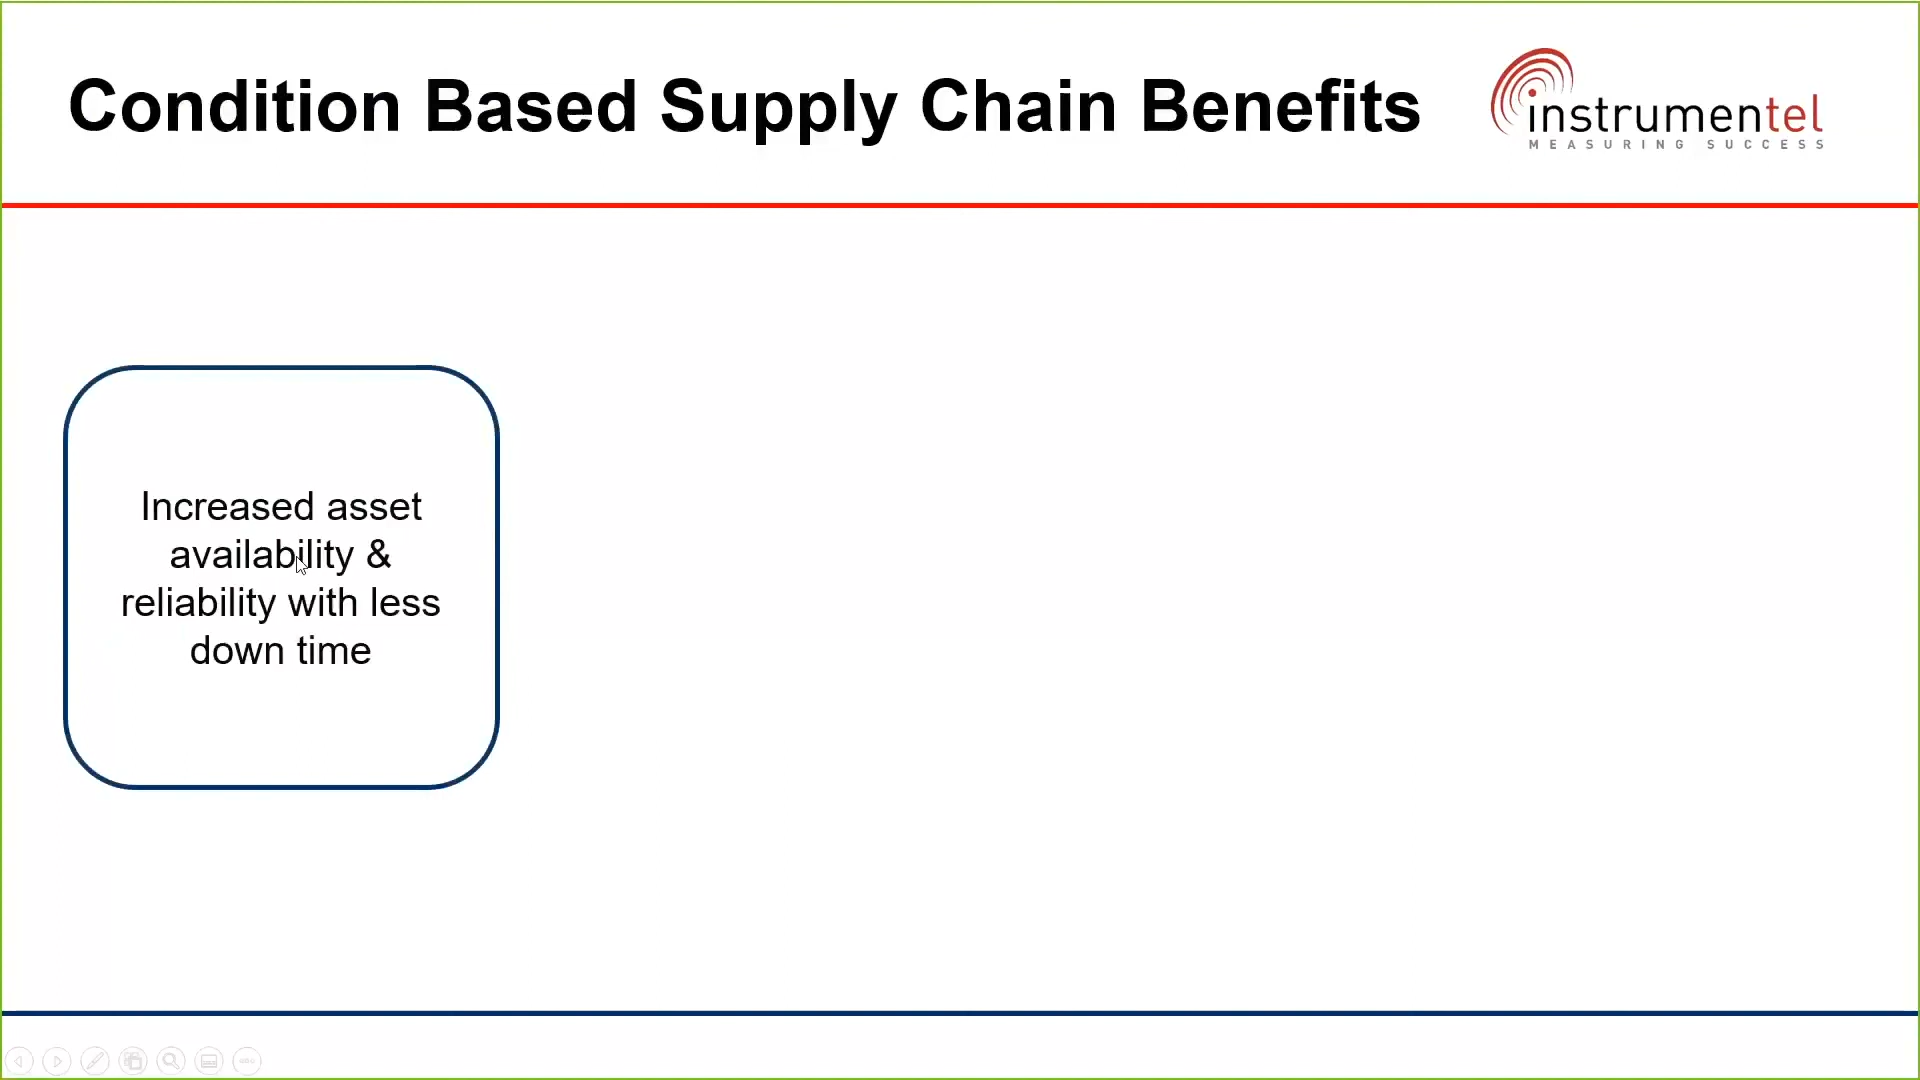 Condition Based Supply Chain Benefits
instrumentel
MEASURING SUCCESS
Increased asset
availability &
reliability with less
down time